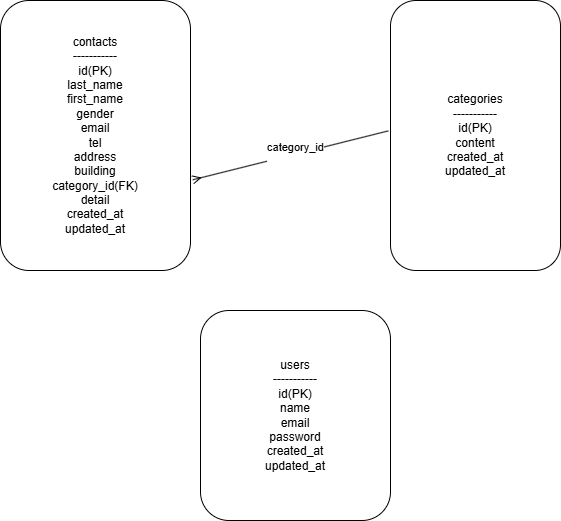 contacts
-----------
id(PK)
last_name
first_name
gender
email
tel
address
building
category_id(FK)
detail
created_at
updated_at
category_id
categories
-----------
id(PK)
content
created_at
updated_at
users
-----------
id(PK)
name
email
password
created_at
updated_at